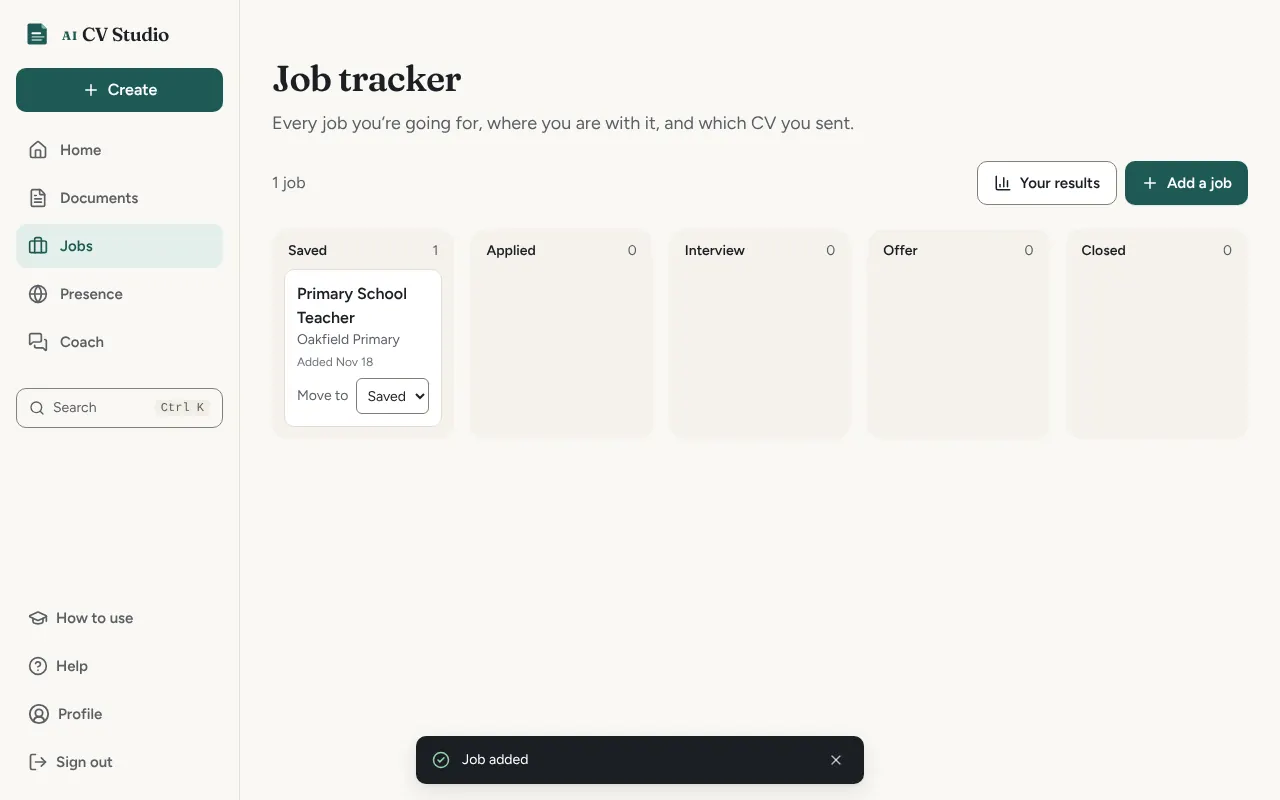 AI CV Studio
Create
Home
Documents
Jobs
Presence
Coach
Search Ctrl K
How to use
Help
Profile
Sign out
Job tracker
Every job you’re going for, where you are with it, and which CV you sent.
1 job
Your results
Add a job
Saved 1
Primary School
Teacher
Oakfield Primary
Added Nov 18
Move to Saved
Applied 0
Interview 0
Offer 0
Closed 0
Job added